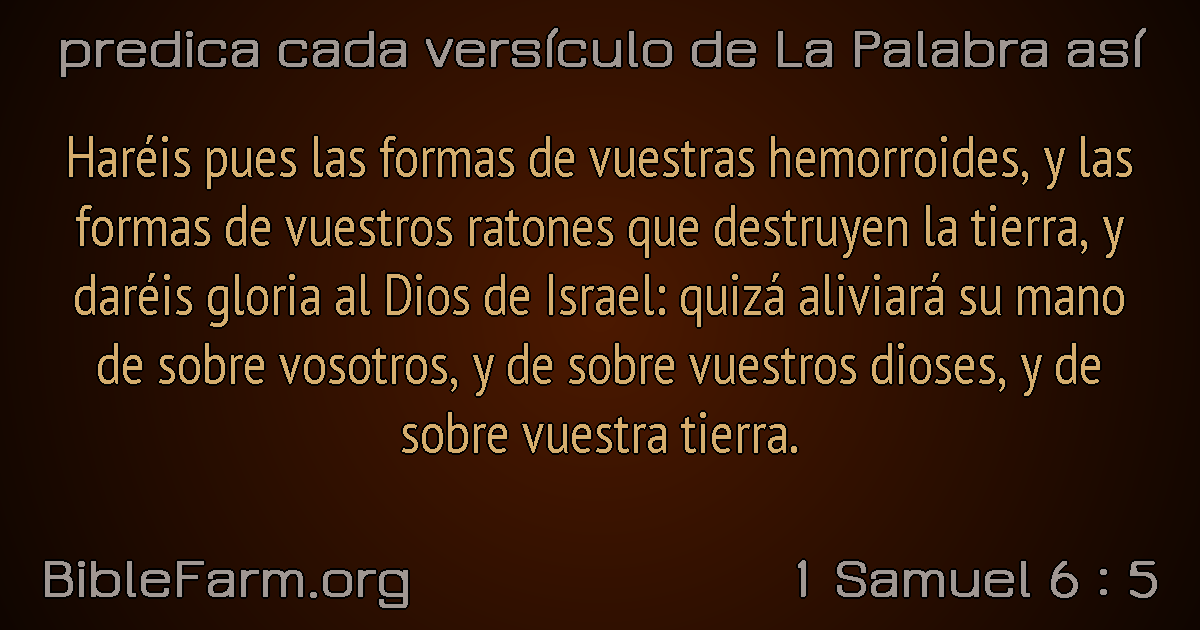 predica cada versículo de La Palabra así
Haréis pues las formas de vuestras hemorroides, y las
formas de vuestros ratones que destruyen la tierra, y
daréis gloria al Dios de Israel: quizá aliviará su mano
de sobre vosotros, y de sobre vuestros dioses, y de
sobre vuestra tierra.
BibleFarm.org
1 Samuel 6 : 5